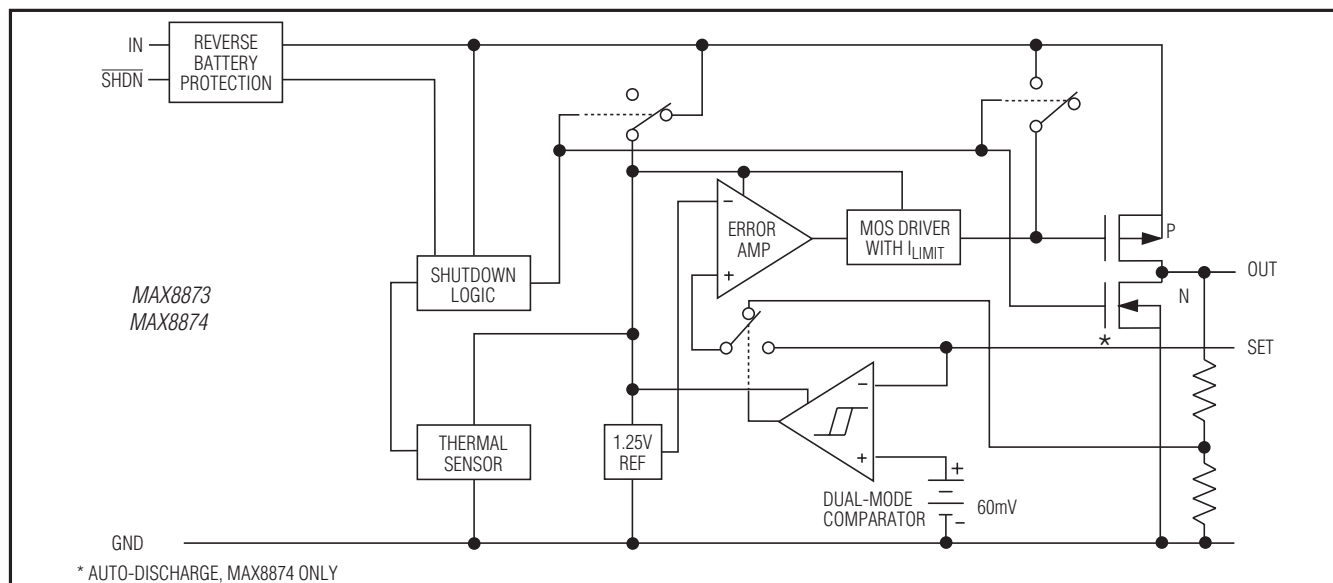 IN
SHDN
REVERSE
BATTERY
PROTECTION
ERROR
AMP
−
+
MOS DRIVER
WITH ILIMIT
P
N
*
OUT
SET
SHUTDOWN
LOGIC
MAX8873
MAX8874
THERMAL
SENSOR
1.25V
REF
−
+
DUAL-MODE
COMPARATOR
+
60mV
−
GND
* AUTO-DISCHARGE, MAX8874 ONLY